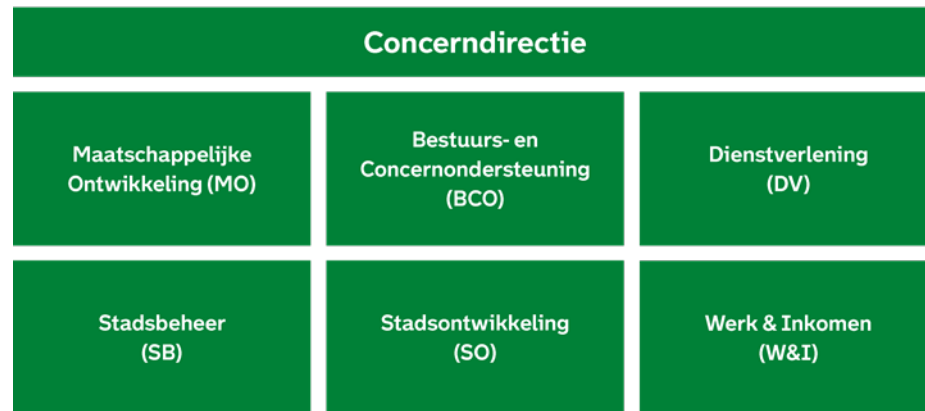 Concerndirectie
Maatschappelijke
Ontwikkeling (MO)
Bestuurs- en
Concernondersteuning
(BCO)
Dienstverlening
(DV)
Stadsbeheer
(SB)
Stadsontwikkeling
(SO)
Werk & Inkomen
(W&I)